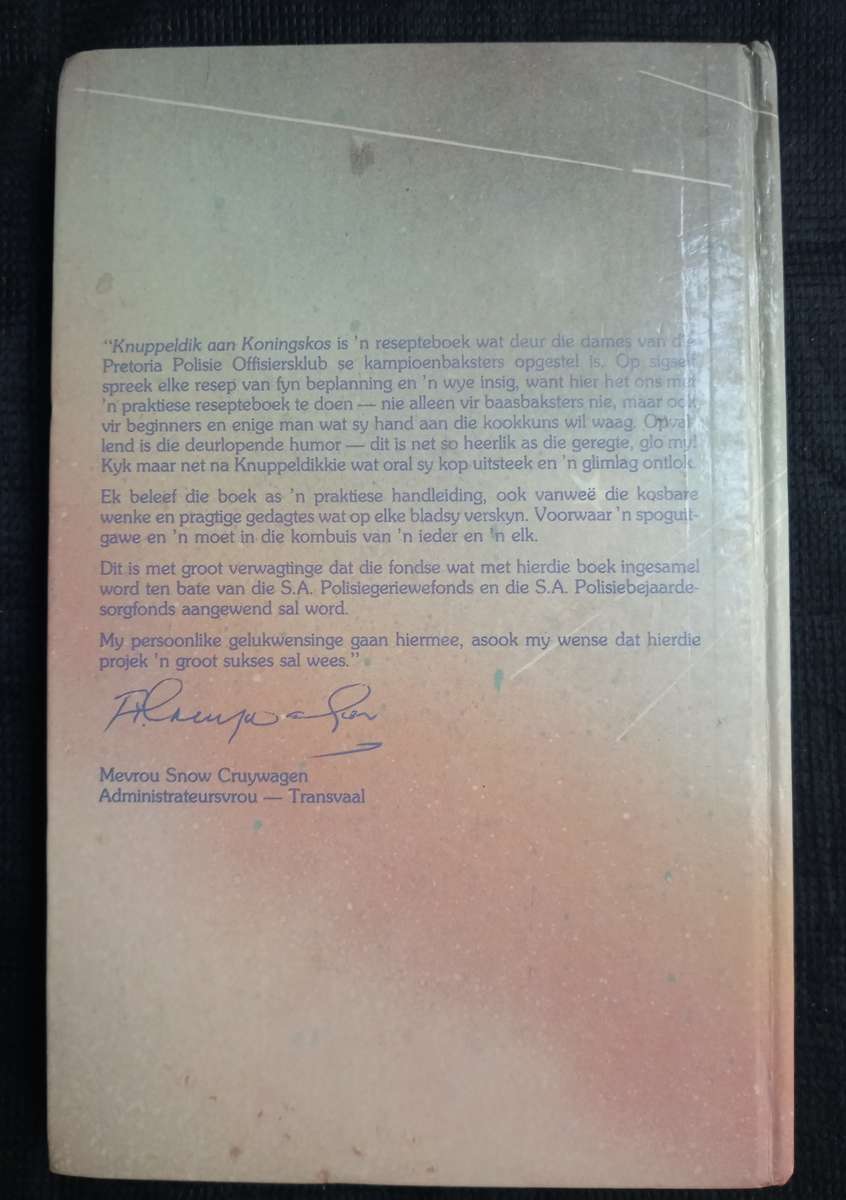 "Knuppeldik aan Koningskos is 'n resepteboek wat deur die dames van die
Pretoria Polisie Offisiersklub se kampioenbaksters opgestel is. Op sigself
spreek elke resep van fyn beplanning en 'n wye insig, want hier het ons met
'n praktiese resepteboek te doen — nie alleen vir baasbaksters nie, maar ook
vir beginners en enige man wat sy hand aan die kookkuns wil waag. Opval-
lend is die deurlopende humor — dit is net so heerlik as die geregte, glo my!
Kyk maar net na Knuppeldikkie wat oral sy kop uitsteek en 'n glimlag ontlok.
Ek beleef die boek as 'n praktiese handleiding, ook vanweë die kosbare
wenke en pragtige gedagtes wat op elke bladsy verskyn. Voorwaar 'n spoguit-
gawe en 'n moet in die kombuis van 'n ieder en 'n elk.
Dit is met groot verwagtinge dat die fondse wat met hierdie boek ingesamel
word ten bate van die S.A. Polisiegeriewefonds en die S.A. Polisiebejaarde-
sorgfonds aangewend sal word.
My persoonlike gelukwensinge gaan hiermee, asook my wense dat hierdie
projek 'n groot sukses sal wees."
Mevrou Snow Cruywagen
Administrateursvrou — Transvaal